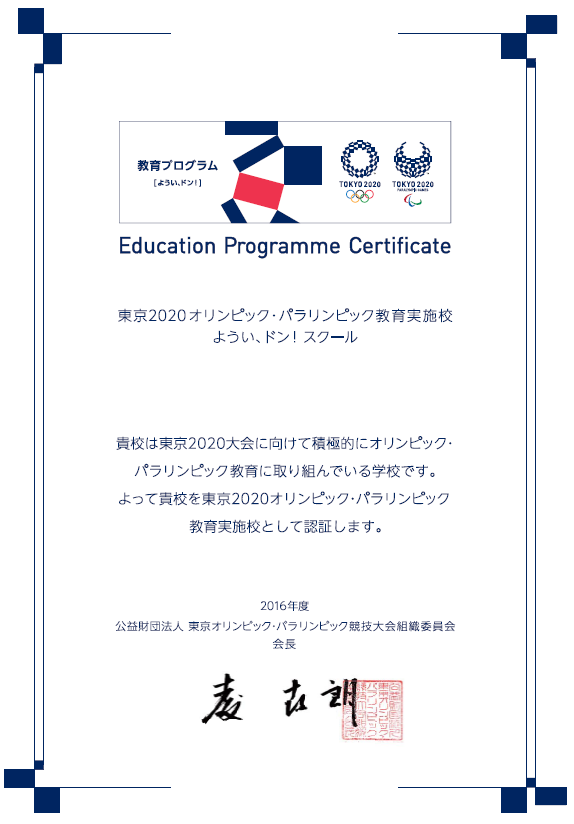 教育プログラム
[ようい、ドン！]
TOKYO 2020
TOKYO 2020
PARALYMPIC GAMES
Education Programme Certificate
東京2020オリンピック・パラリンピック教育実施校
ようい、ドン！スクール
貴校は東京2020大会に向けて積極的にオリンピック・
パラリンピック教育に取り組んでいる学校です。
よって貴校を東京2020オリンピック・パラリンピック
教育実施校として認証します。
2016年度
公益財団法人 東京オリンピック・パラリンピック競技大会組織委員会
会長